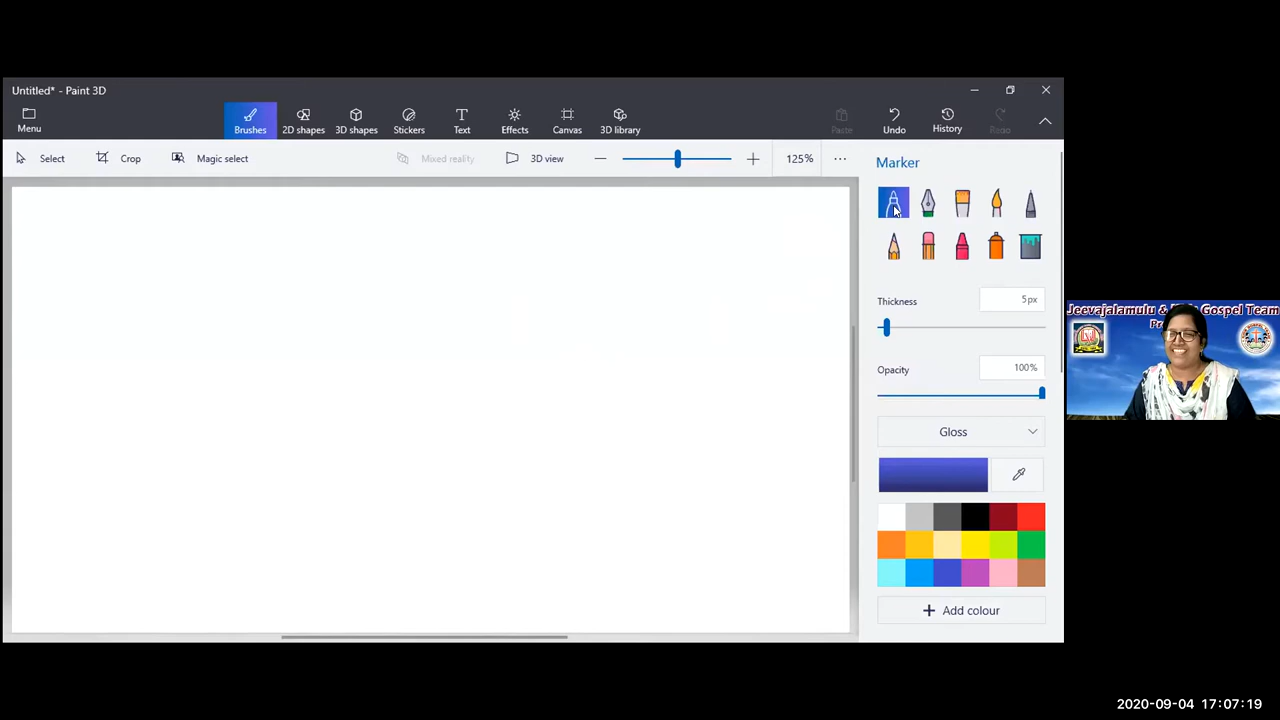 Untitled* - Paint 3D
Menu
Brushes
2D shapes
3D shapes
Stickers
Text
Effects
Canvas
3D library
Paste
Undo
History
Redo
Select
Crop
Magic select
Mixed reality
3D view
125%
Marker
Thickness
5px
Opacity
100%
Gloss
Add colour
Jeevajalamulu & Gospel Team
2020-09-04 17:07:19